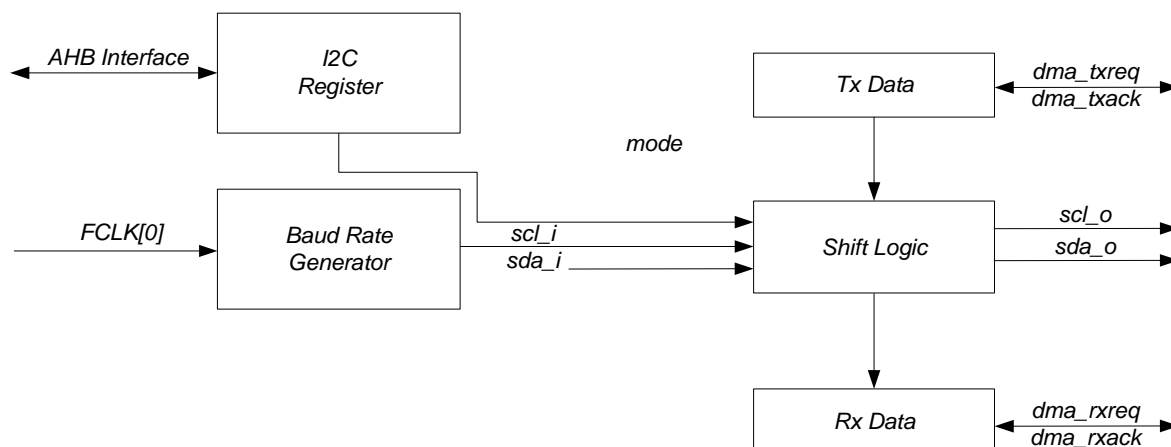 AHB Interface
I2C
Register
Tx Data
dma_txreq
dma_txack
mode
FCLK[0]
Baud Rate
Generator
scl_i
sda_i
Shift Logic
scl_o
sda_o
Rx Data
dma_rxreq
dma_rxack